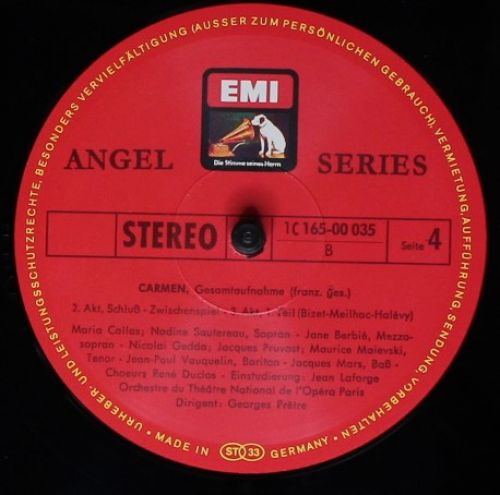 URHEBER- UND LEISTUNGSSCHUTZRECHTE, BESONDERS VERVIELFÄLTIGUNG (AUSSER ZUM PERSÖNLICHEN GEBRAUCH), VERMIETUNG, AUFFÜHRUNG, SENDUNG, VORBEHALTEN •
EMI
Die Stimme seines Herrn
ANGEL SERIES
STEREO 1C 165-00 035 Seite 4
B
CARMEN, Gesamtaufnahme (franz. ges.)
2. Akt, Schluß - Zwischenspiel - 3. Akt, 1. Teil (Bizet-Meilhac-Halévy)
Maria Callas; Nadine Sautereau, Sopran - Jane Berbié, Mezzo-
sopran - Nicolai Gedda; Jacques Pruvost; Maurice Maievski,
Tenor - Jean-Paul Vauquelin, Bariton - Jacques Mars, Baß -
Choeurs René Duclos - Einstudierung: Jean Laforge
Orchestre du Théâtre National de l'Opéra Paris
Dirigent: Georges Prêtre
MADE IN ST 33 GERMANY •